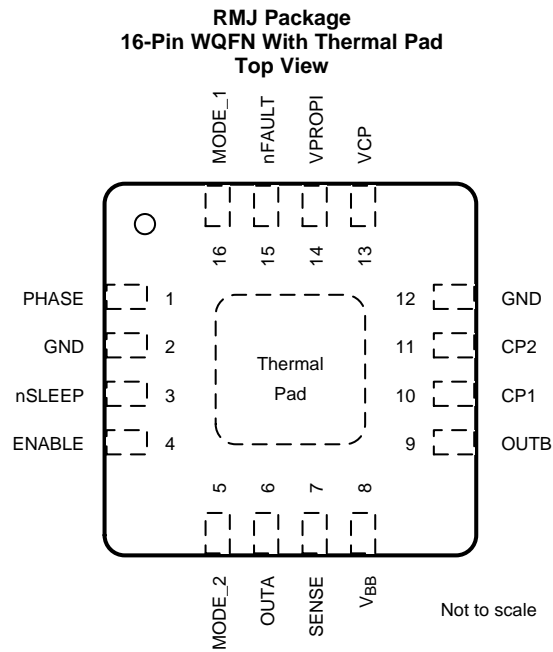 RMJ Package
16-Pin WQFN With Thermal Pad
Top View
MODE_1
nFAULT
VPROPI
VCP
16
15
14
13
PHASE 1
GND 2
nSLEEP 3
ENABLE 4
Thermal
Pad
12 GND
11 CP2
10 CP1
9 OUTB
5
6
7
8
MODE_2
OUTA
SENSE
VBB
Not to scale